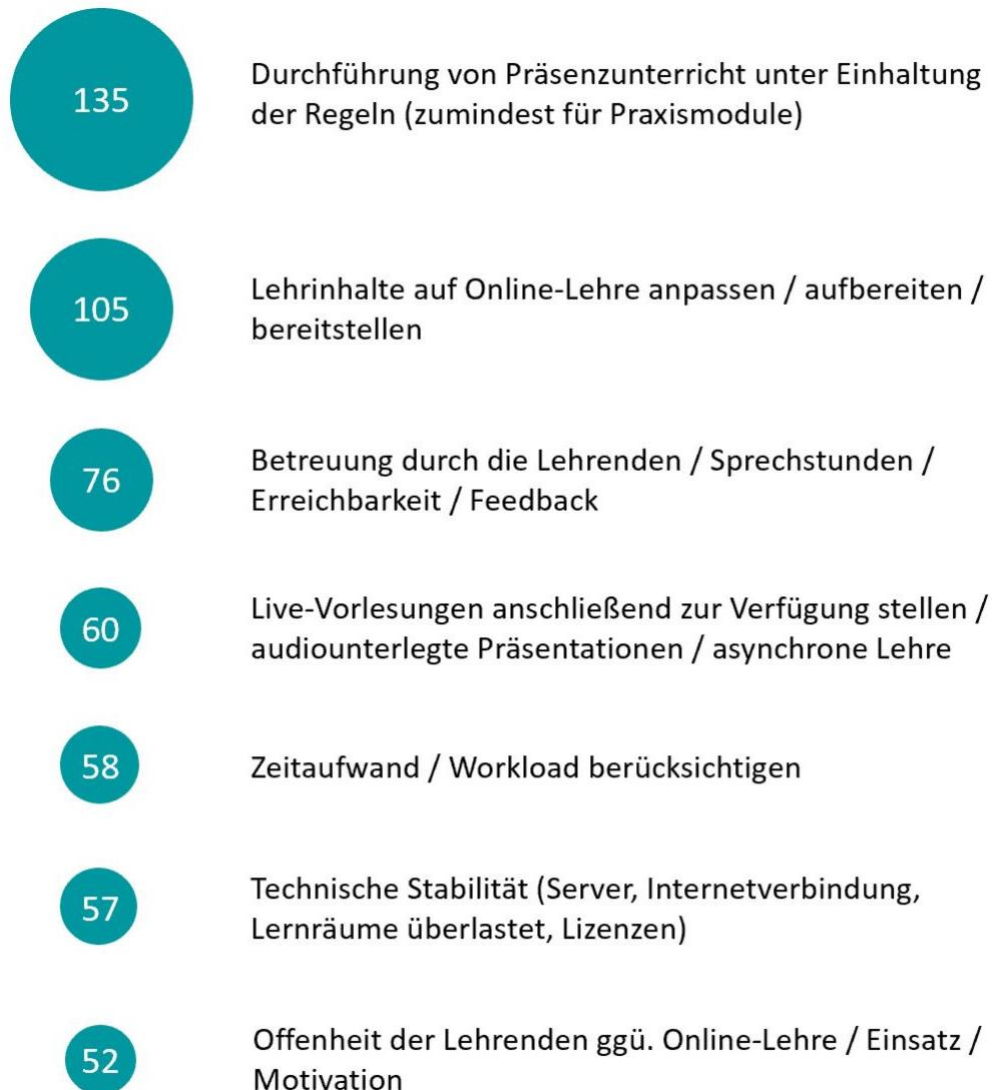 135
Durchführung von Präsenzunterricht unter Einhaltung
der Regeln (zumindest für Praxismodule)
105
Lehrinhalte auf Online-Lehre anpassen / aufbereiten /
bereitstellen
76
Betreuung durch die Lehrenden / Sprechstunden /
Erreichbarkeit / Feedback
60
Live-Vorlesungen anschließend zur Verfügung stellen /
audiounterlegte Präsentationen / asynchrone Lehre
58
Zeitaufwand / Workload berücksichtigen
57
Technische Stabilität (Server, Internetverbindung,
Lernräume überlastet, Lizenzen)
52
Offenheit der Lehrenden ggü. Online-Lehre / Einsatz /
Motivation